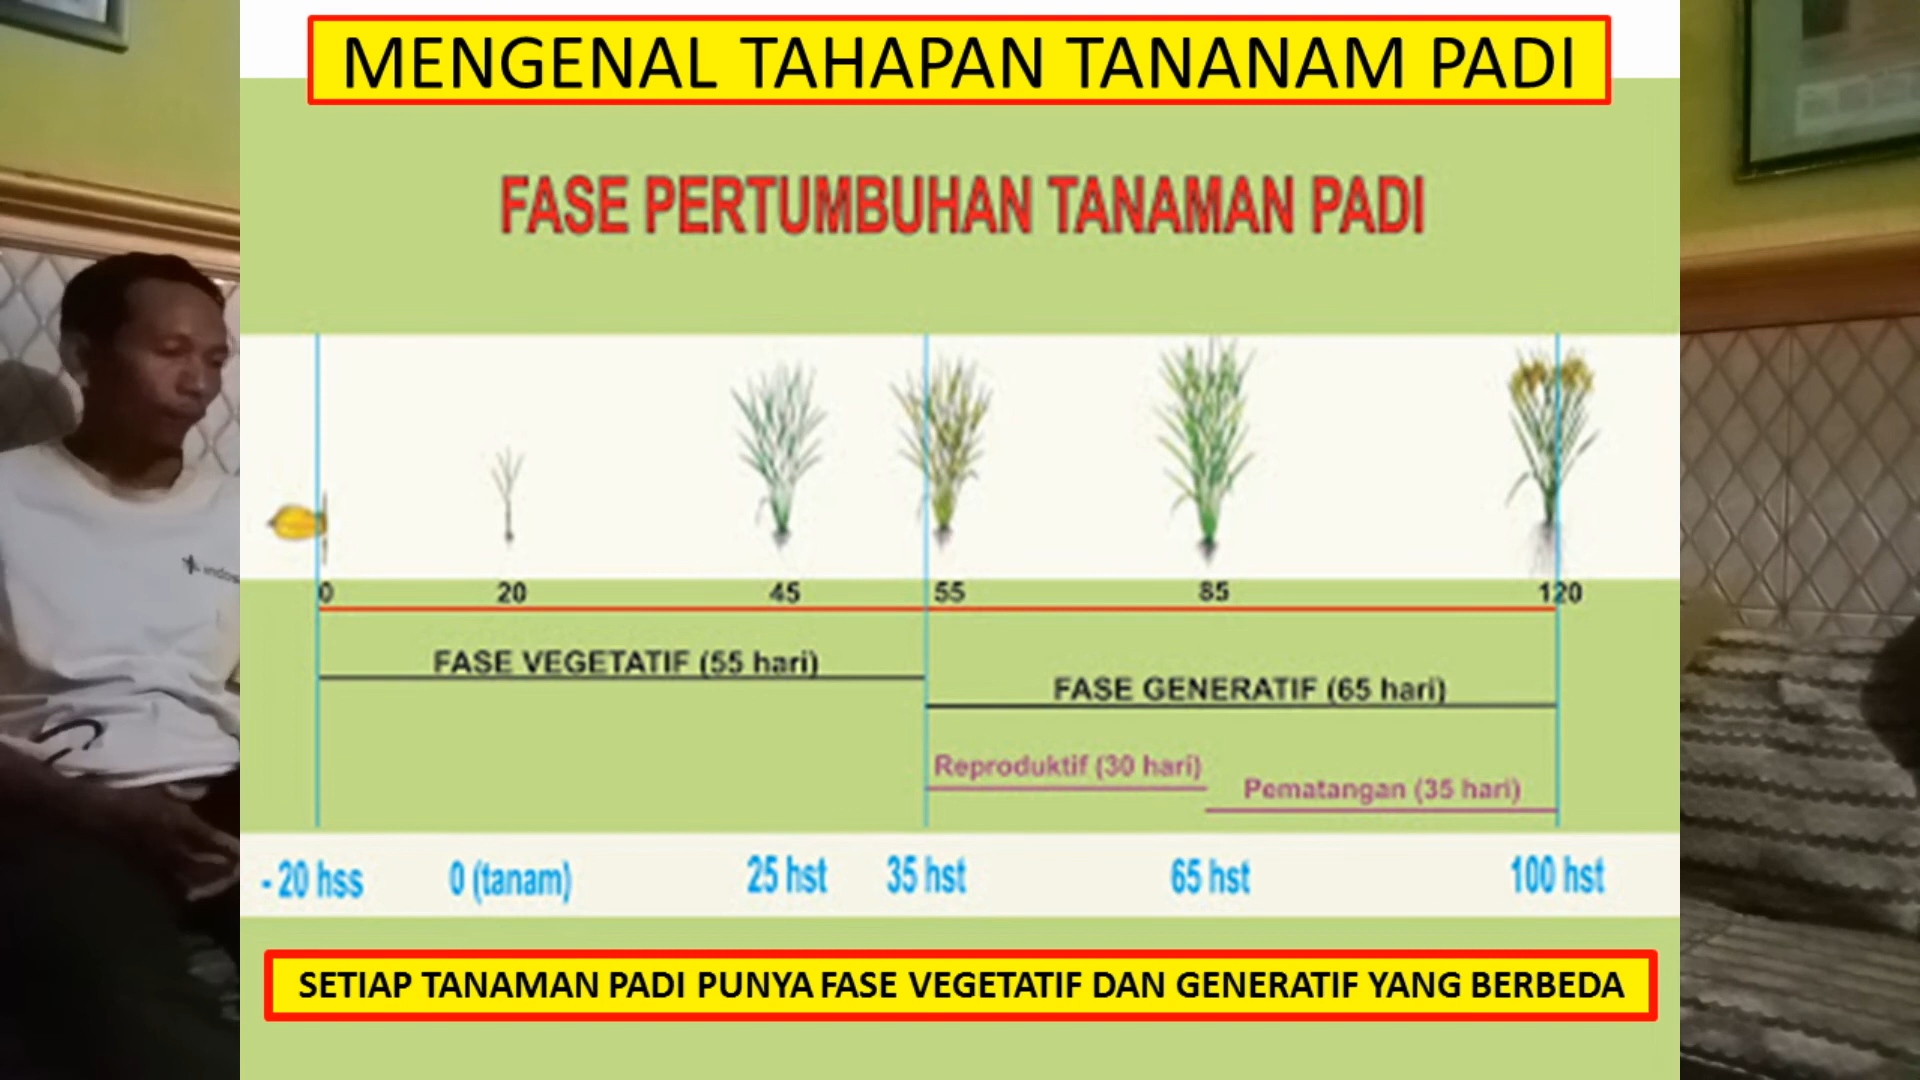 MENGENAL TAHAPAN TANANAM PADI
FASE PERTUMBUHAN TANAMAN PADI
0 20 45 55 85 120
FASE VEGETATIF (55 hari)
FASE GENERATIF (65 hari)
Reproduktif (30 hari)
Pematangan (35 hari)
- 20 hss 0 (tanam) 25 hst 35 hst 65 hst 100 hst
SETIAP TANAMAN PADI PUNYA FASE VEGETATIF DAN GENERATIF YANG BERBEDA